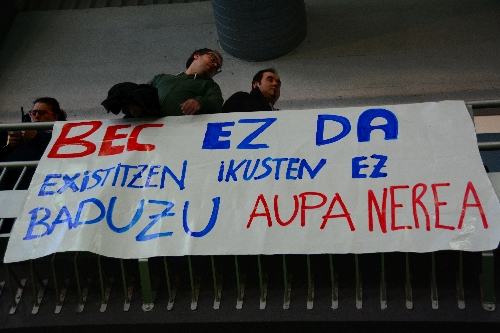 BEC EZ DA
EXISTITZEN IKUSTEN EZ
BADUZU AUPA NEREA